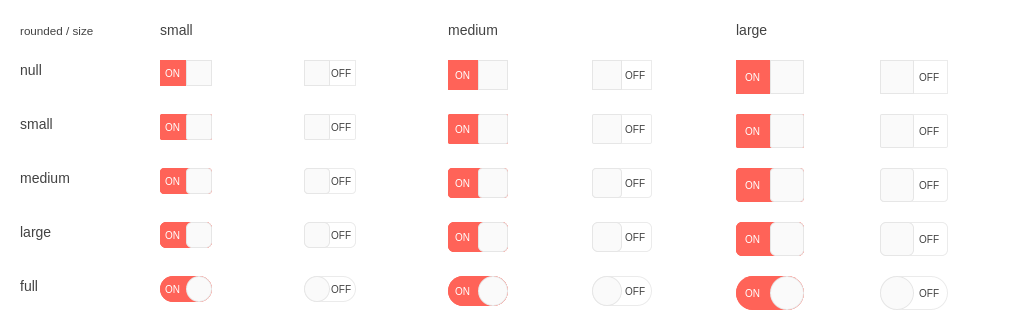 rounded / size small medium large
null ON OFF ON OFF ON OFF
small ON OFF ON OFF ON OFF
medium ON OFF ON OFF ON OFF
large ON OFF ON OFF ON OFF
full ON OFF ON OFF ON OFF